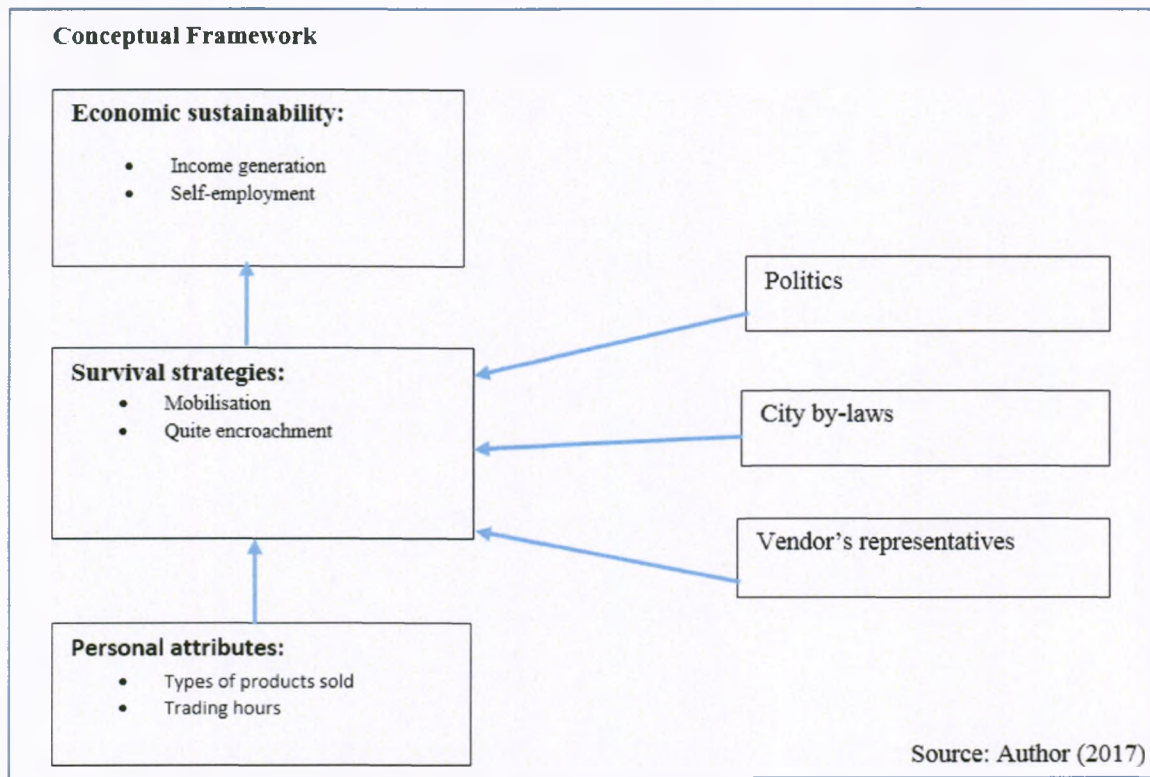 Conceptual Framework
Economic sustainability:
• Income generation
• Self-employment
Politics
Survival strategies:
• Mobilisation
• Quite encroachment
City by-laws
Vendor's representatives
Personal attributes:
• Types of products sold
• Trading hours
Source: Author (2017)